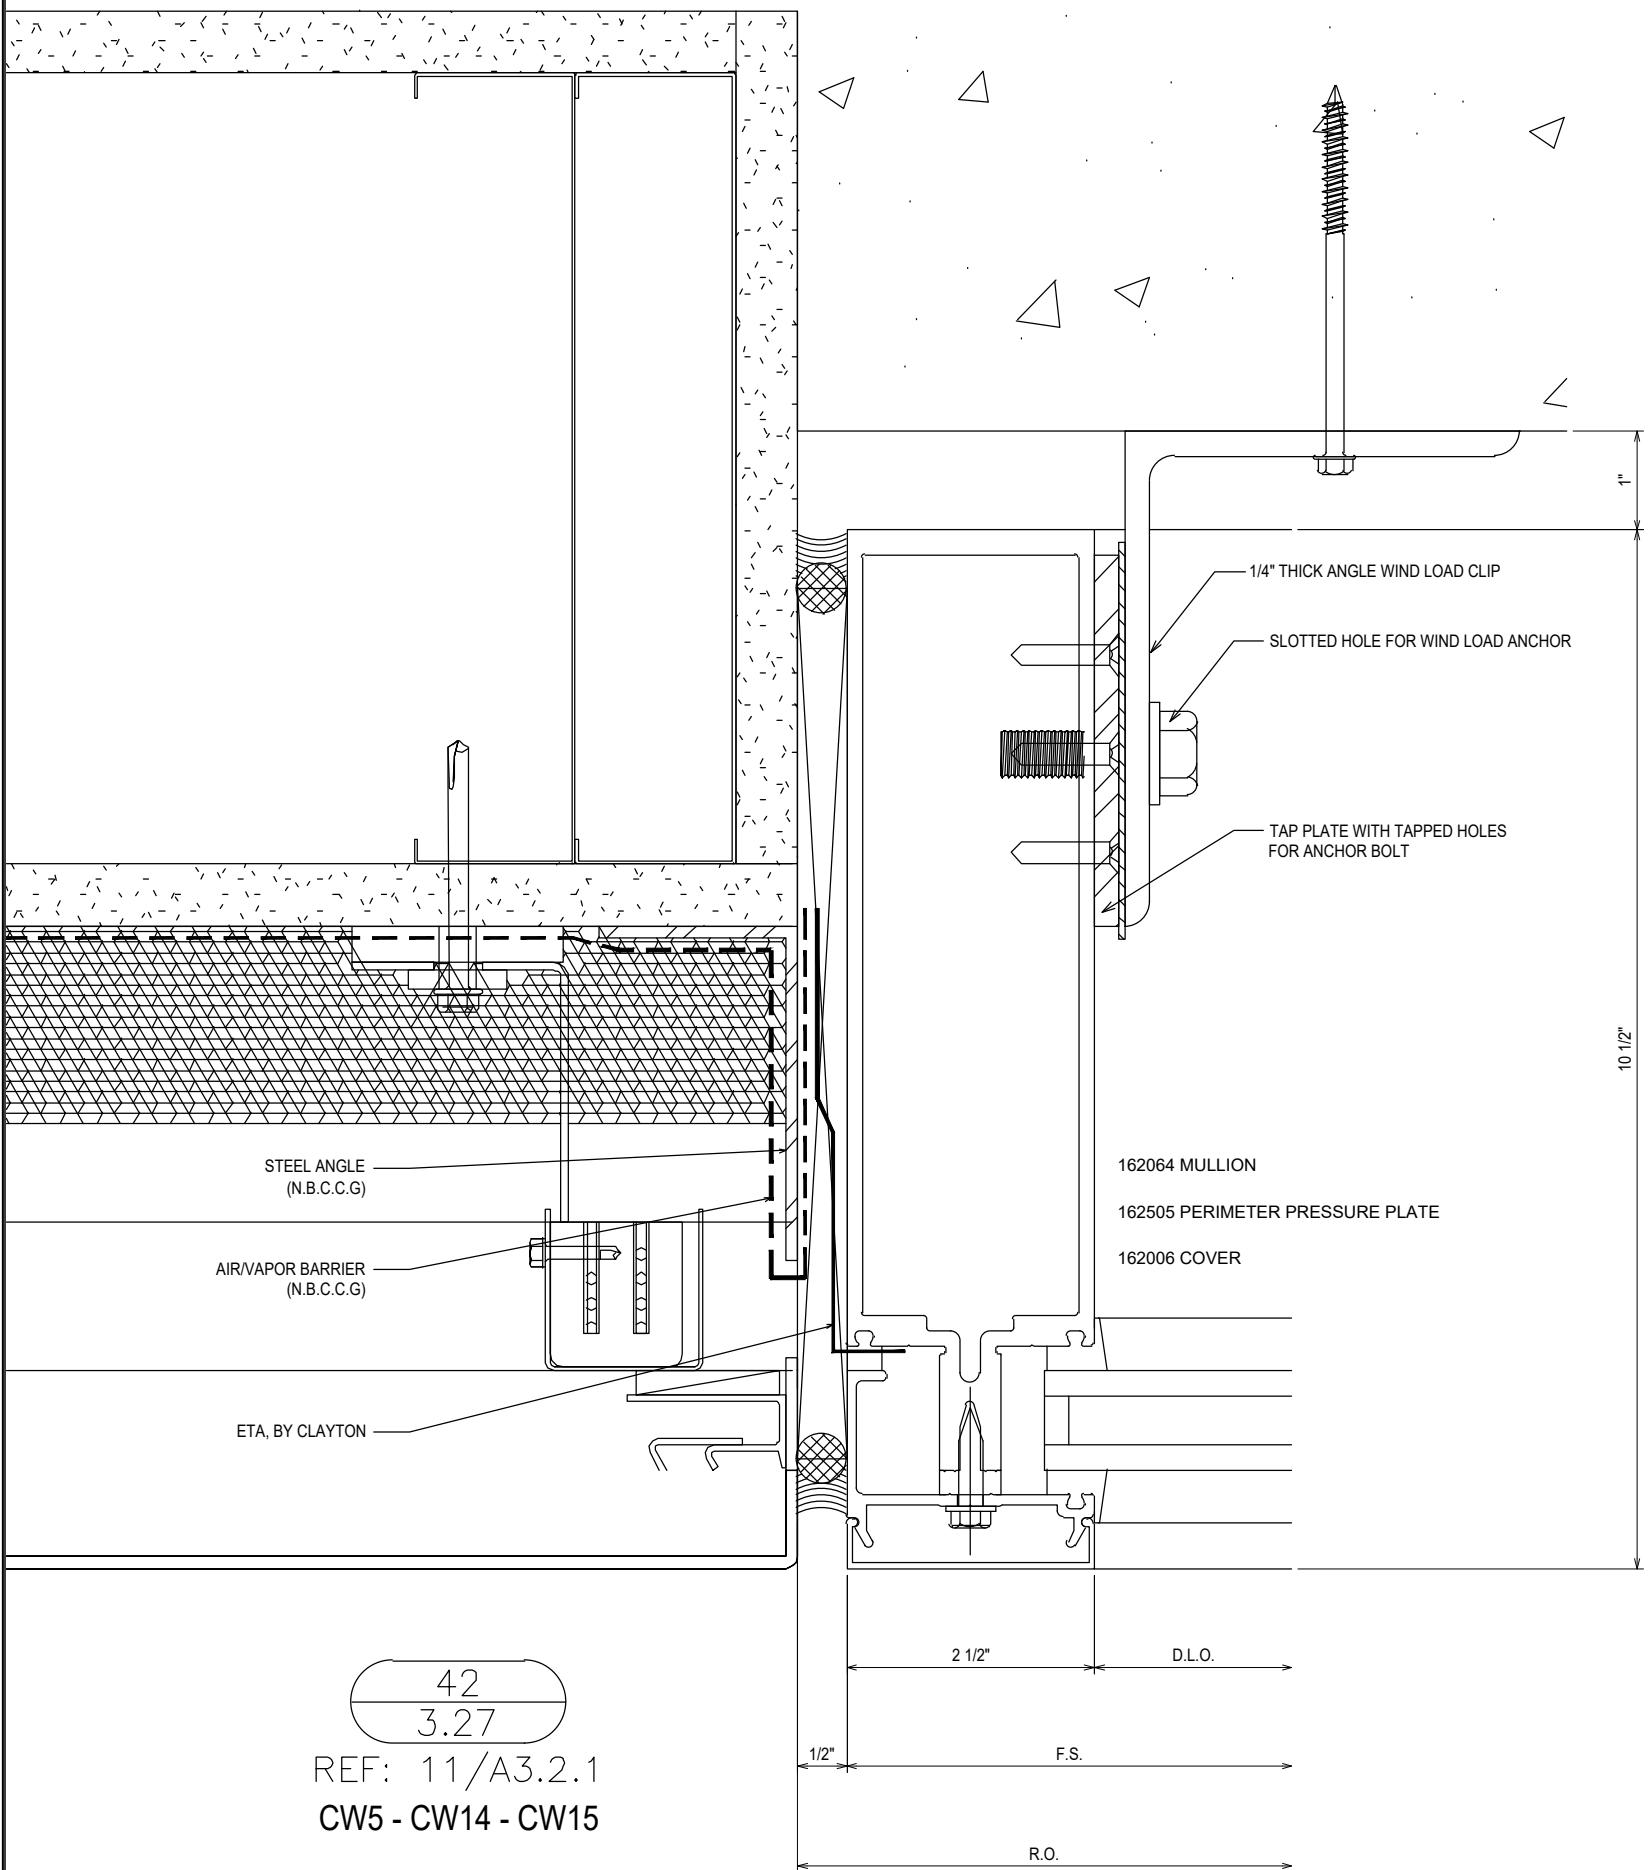 1"
1/4" THICK ANGLE WIND LOAD CLIP
SLOTTED HOLE FOR WIND LOAD ANCHOR
TAP PLATE WITH TAPPED HOLES
FOR ANCHOR BOLT
10 1/2"
STEEL ANGLE
(N.B.C.C.G)
AIR/VAPOR BARRIER
(N.B.C.C.G)
ETA, BY CLAYTON
162064 MULLION
162505 PERIMETER PRESSURE PLATE
162006 COVER
2 1/2"
D.L.O.
1/2"
F.S.
R.O.
42
3.27
REF: 11/A3.2.1
CW5 - CW14 - CW15